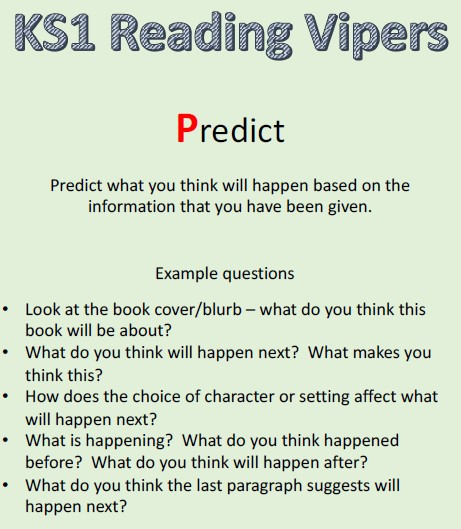 KS1 Reading Vipers
Predict
Predict what you think will happen based on the
information that you have been given.
Example questions
• Look at the book cover/blurb – what do you think this
book will be about?
• What do you think will happen next?  What makes you
think this?
• How does the choice of character or setting affect what
will happen next?
• What is happening?  What do you think happened
before?  What do you think will happen after?
• What do you think the last paragraph suggests will
happen next?